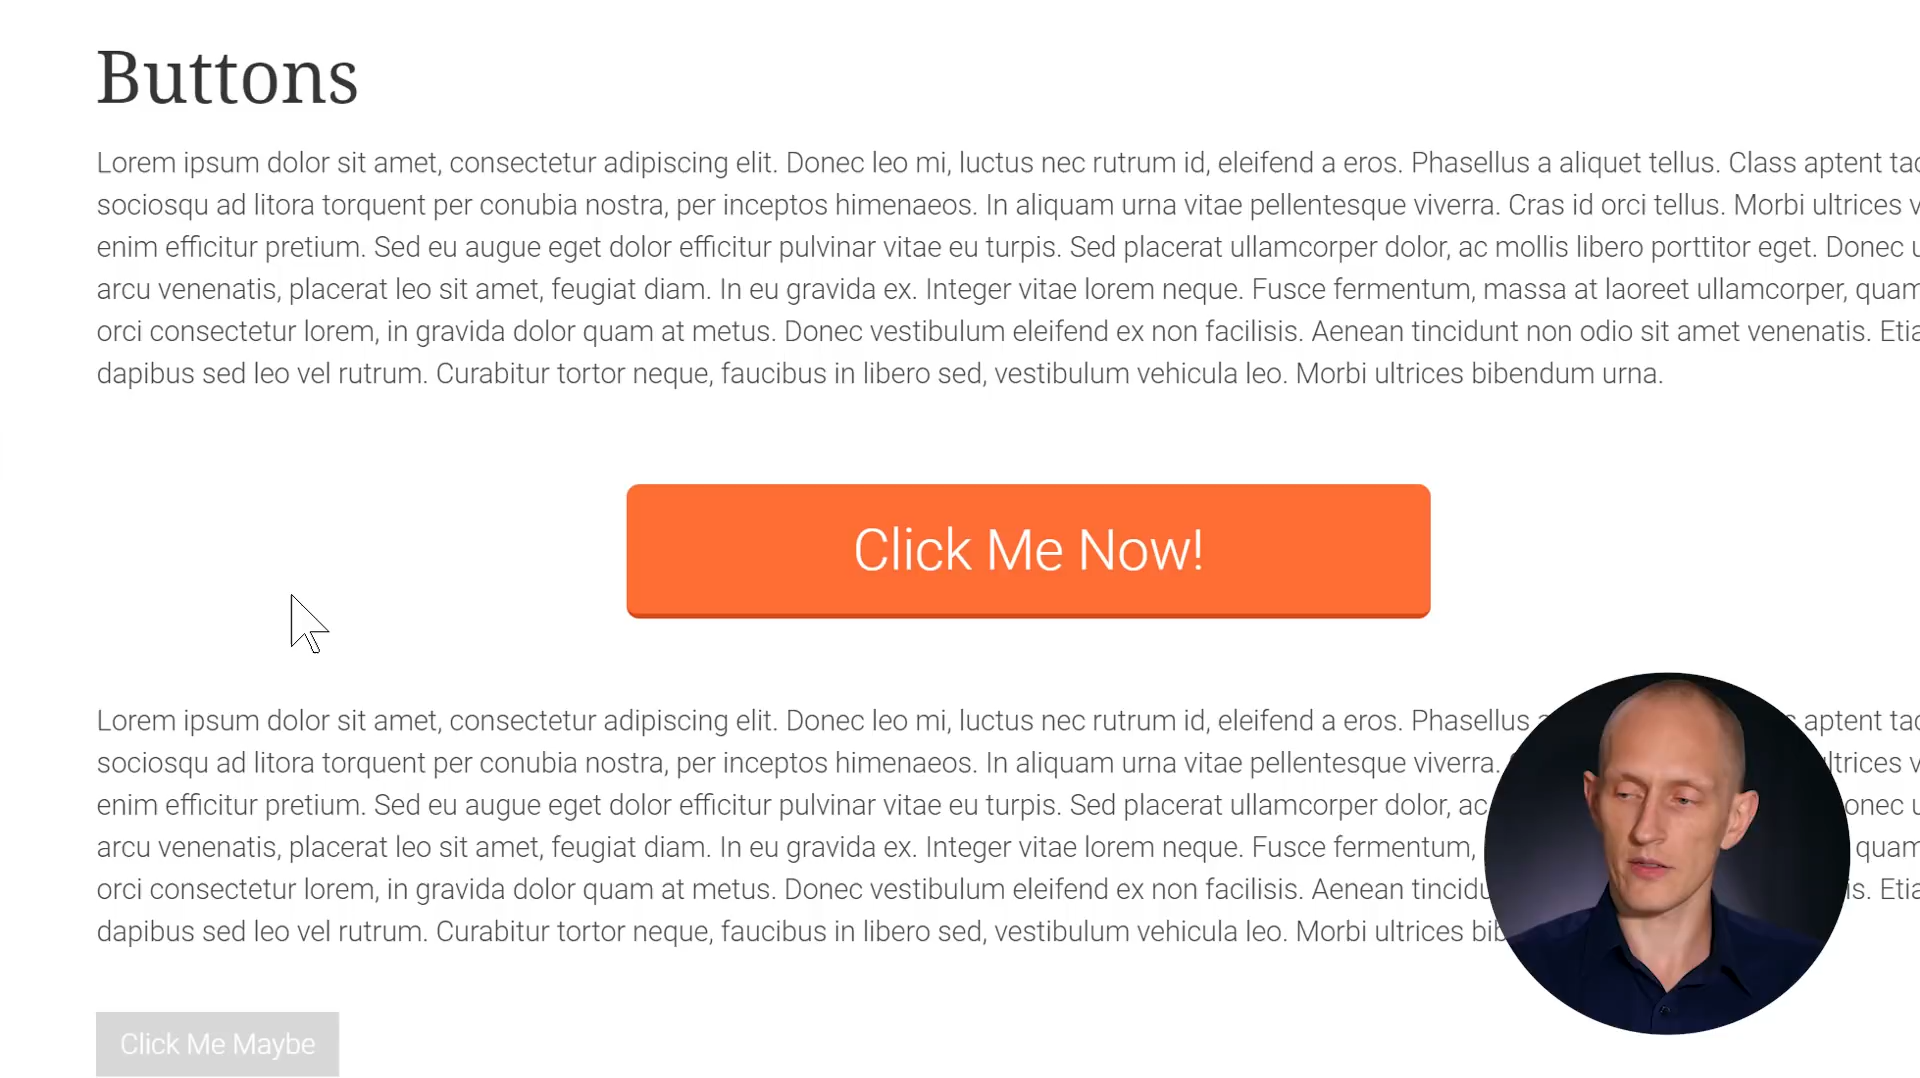 Buttons
Lorem ipsum dolor sit amet, consectetur adipiscing elit. Donec leo mi, luctus nec rutrum id, eleifend a eros. Phasellus a aliquet tellus. Class aptent
sociosqu ad litora torquent per conubia nostra, per inceptos himenaeos. In aliquam urna vitae pellentesque viverra. Cras id orci tellus. Morbi ultrices
enim efficitur pretium. Sed eu augue eget dolor efficitur pulvinar vitae eu turpis. Sed placerat ullamcorper dolor, ac mollis libero porttitor eget. Donec
arcu venenatis, placerat leo sit amet, feugiat diam. In eu gravida ex. Integer vitae lorem neque. Fusce fermentum, massa at laoreet ullamcorper, quam
orci consectetur lorem, in gravida dolor quam at metus. Donec vestibulum eleifend ex non facilisis. Aenean tincidunt non odio sit amet venenatis.
dapibus sed leo vel rutrum. Curabitur tortor neque, faucibus in libero sed, vestibulum vehicula leo. Morbi ultrices bibendum urna.
Click Me Now!
Lorem ipsum dolor sit amet, consectetur adipiscing elit. Donec leo mi, luctus nec rutrum id, eleifend a eros. Phasellus aptent
sociosqu ad litora torquent per conubia nostra, per inceptos himenaeos. In aliquam urna vitae pellentesque viverra.
enim efficitur pretium. Sed eu augue eget dolor efficitur pulvinar vitae eu turpis. Sed placerat ullamcorper dolor, ac
arcu venenatis, placerat leo sit amet, feugiat diam. In eu gravida ex. Integer vitae lorem neque. Fusce fermentum, quam
orci consectetur lorem, in gravida dolor quam at metus. Donec vestibulum eleifend ex non facilisis. Aenean
dapibus sed leo vel rutrum. Curabitur tortor neque, faucibus in libero sed, vestibulum vehicula leo. Morbi ultrices
Click Me Maybe